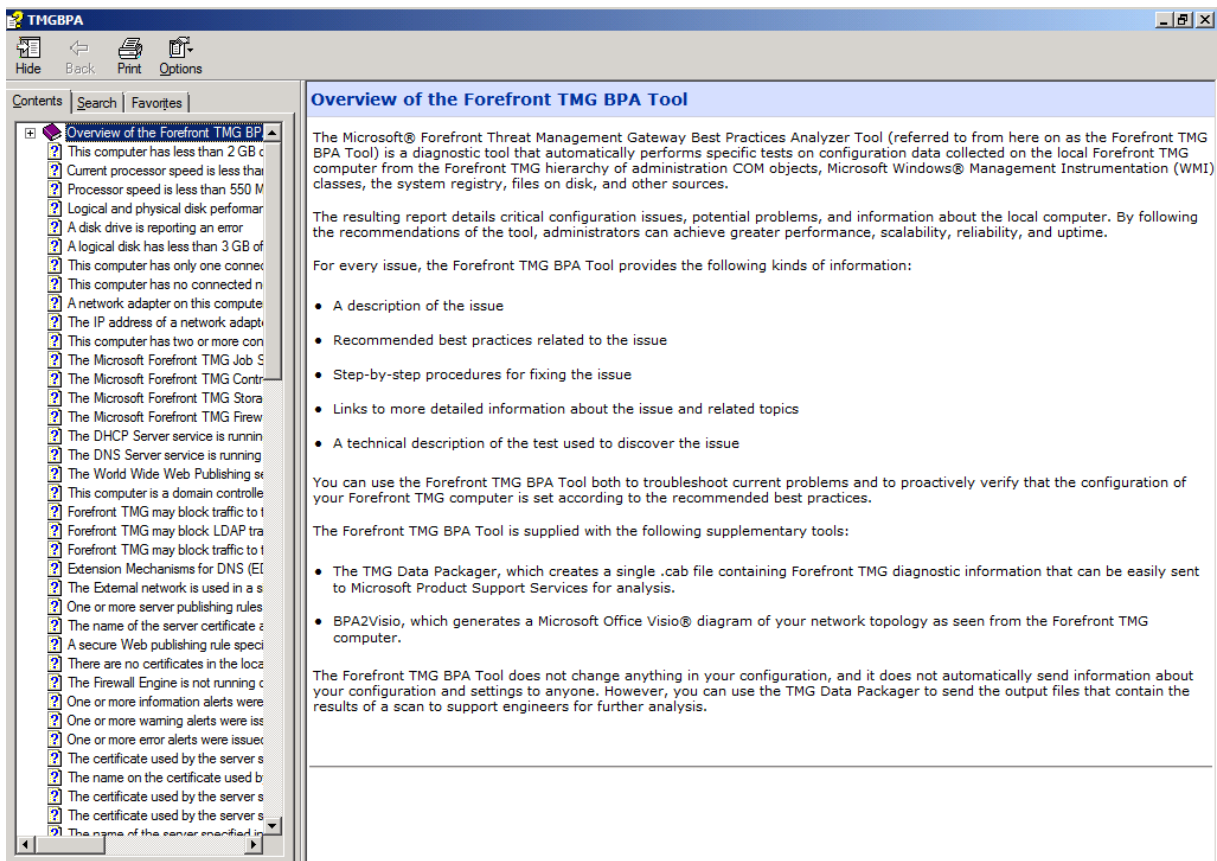 TMGBPA
Hide Back Print Options
Contents Search Favorites
Overview of the Forefront TMG BP
This computer has less than 2 GB
Current processor speed is less than
Processor speed is less than 550 M
Logical and physical disk performan
A disk drive is reporting an error
A logical disk has less than 3 GB of
This computer has only one connec
This computer has no connected n
A network adapter on this compute
The IP address of a network adapt
This computer has two or more con
The Microsoft Forefront TMG Job S
The Microsoft Forefront TMG Contr
The Microsoft Forefront TMG Stora
The Microsoft Forefront TMG Firew
The DHCP Server service is runnin
The DNS Server service is running
The World Wide Web Publishing se
This computer is a domain controlle
Forefront TMG may block traffic to t
Forefront TMG may block LDAP tra
Forefront TMG may block traffic to t
Extension Mechanisms for DNS (ED
The External network is used in a s
One or more server publishing rules
The name of the server certificate a
A secure Web publishing rule speci
There are no certificates in the loca
The Firewall Engine is not running
One or more information alerts were
One or more warning alerts were iss
One or more error alerts were issued
The certificate used by the server s
The name on the certificate used b
The certificate used by the server s
The certificate used by the server s
The name of the server specified in
Overview of the Forefront TMG BPA Tool
The Microsoft® Forefront Threat Management Gateway Best Practices Analyzer Tool (referred to from here on as the Forefront TMG
BPA Tool) is a diagnostic tool that automatically performs specific tests on configuration data collected on the local Forefront TMG
computer from the Forefront TMG hierarchy of administration COM objects, Microsoft Windows® Management Instrumentation (WMI)
classes, the system registry, files on disk, and other sources.
The resulting report details critical configuration issues, potential problems, and information about the local computer. By following
the recommendations of the tool, administrators can achieve greater performance, scalability, reliability, and uptime.
For every issue, the Forefront TMG BPA Tool provides the following kinds of information:
• A description of the issue
• Recommended best practices related to the issue
• Step-by-step procedures for fixing the issue
• Links to more detailed information about the issue and related topics
• A technical description of the test used to discover the issue
You can use the Forefront TMG BPA Tool both to troubleshoot current problems and to proactively verify that the configuration of
your Forefront TMG computer is set according to the recommended best practices.
The Forefront TMG BPA Tool is supplied with the following supplementary tools:
• The TMG Data Packager, which creates a single .cab file containing Forefront TMG diagnostic information that can be easily sent
to Microsoft Product Support Services for analysis.
• BPA2Visio, which generates a Microsoft Office Visio® diagram of your network topology as seen from the Forefront TMG
computer.
The Forefront TMG BPA Tool does not change anything in your configuration, and it does not automatically send information about
your configuration and settings to anyone. However, you can use the TMG Data Packager to send the output files that contain the
results of a scan to support engineers for further analysis.